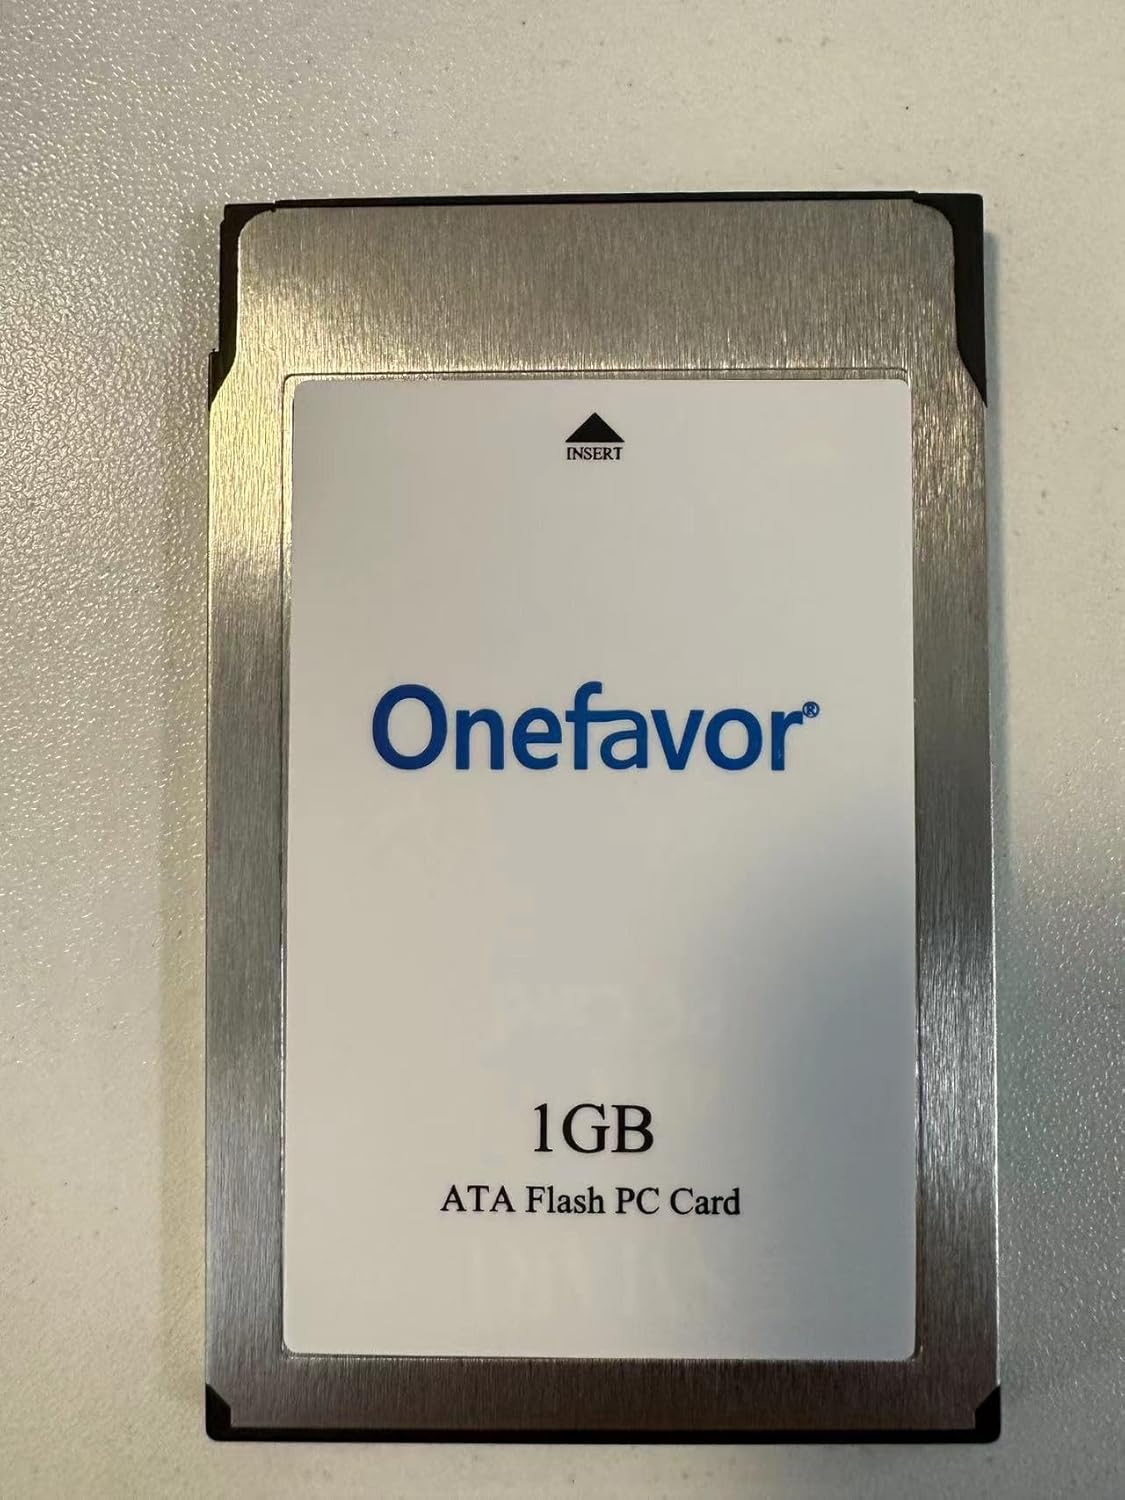 INSERT
Onefavor®
1GB
ATA Flash PC Card